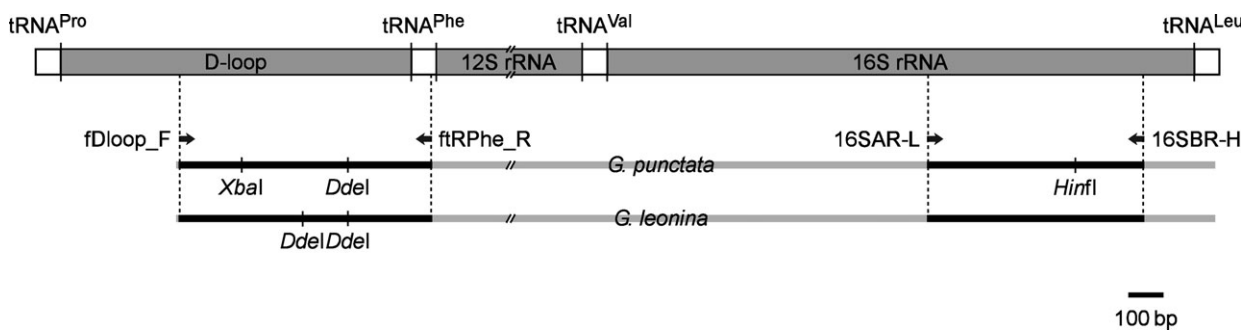 tRNAPro tRNAPhe tRNAVal tRNALeu
D-loop 12S rRNA 16S rRNA
fDloop_F ftRPhe_R 16SAR-L 16SBR-H
G. punctata
XbaI DdeI HinfI
G. leonina
DdeI DdeI
100 bp